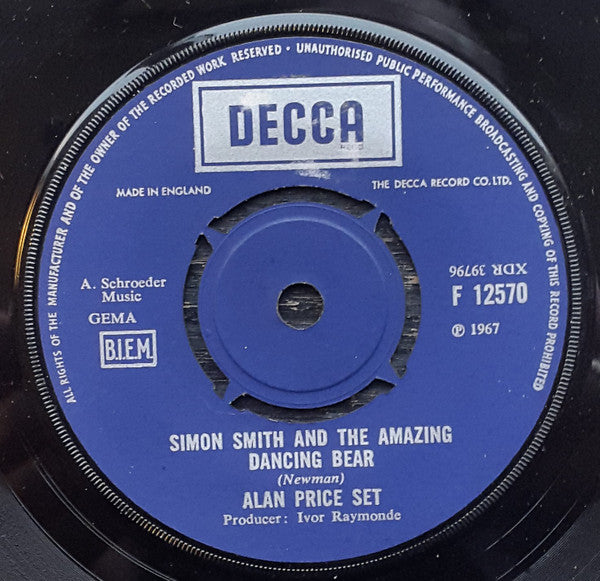 ALL RIGHTS OF THE MANUFACTURER AND OF THE OWNER OF THE RECORDED WORK RESERVED • UNAUTHORISED PUBLIC PERFORMANCE BROADCASTING AND COPYING OF THIS RECORD PROHIBITED
DECCA
MADE IN ENGLAND
THE DECCA RECORD CO. LTD.
A. Schroeder
Music
GEMA
B.I.E.M.
XDR 39796
F 12570
℗ 1967
SIMON SMITH AND THE AMAZING
DANCING BEAR
(Newman)
ALAN PRICE SET
Producer: Ivor Raymonde